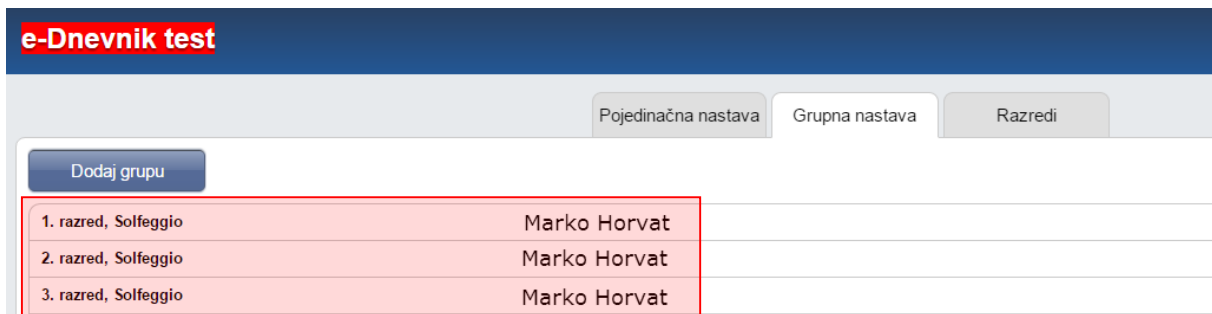 e-Dnevnik test
Pojedinačna nastava Grupna nastava Razredi
Dodaj grupu
1. razred, Solfeggio Marko Horvat
2. razred, Solfeggio Marko Horvat
3. razred, Solfeggio Marko Horvat